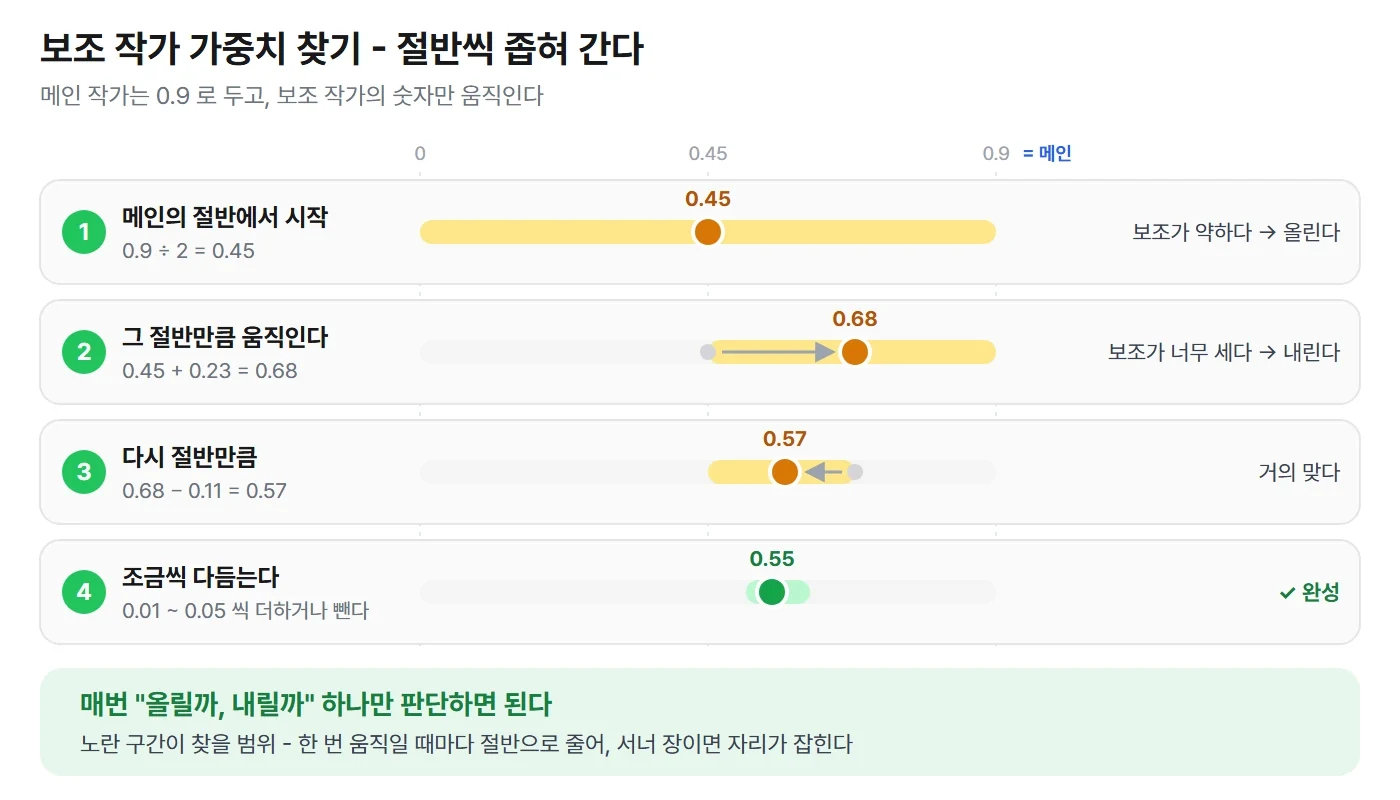 보조 작가 가중치 찾기 - 절반씩 좁혀 간다
메인 작가는 0.9 로 두고, 보조 작가의 숫자만 움직인다
0 0.45 0.9 = 메인
1 메인의 절반에서 시작
0.9 ÷ 2 = 0.45
0.45
보조가 약하다 → 올린다
2 그 절반만큼 움직인다
0.45 + 0.23 = 0.68
0.68
보조가 너무 세다 → 내린다
3 다시 절반만큼
0.68 − 0.11 = 0.57
0.57
거의 맞다
4 조금씩 다듬는다
0.01 ~ 0.05 씩 더하거나 뺀다
0.55
✓ 완성
매번 "올릴까, 내릴까" 하나만 판단하면 된다
노란 구간이 찾을 범위 - 한 번 움직일 때마다 절반으로 줄어, 서너 장이면 자리가 잡힌다